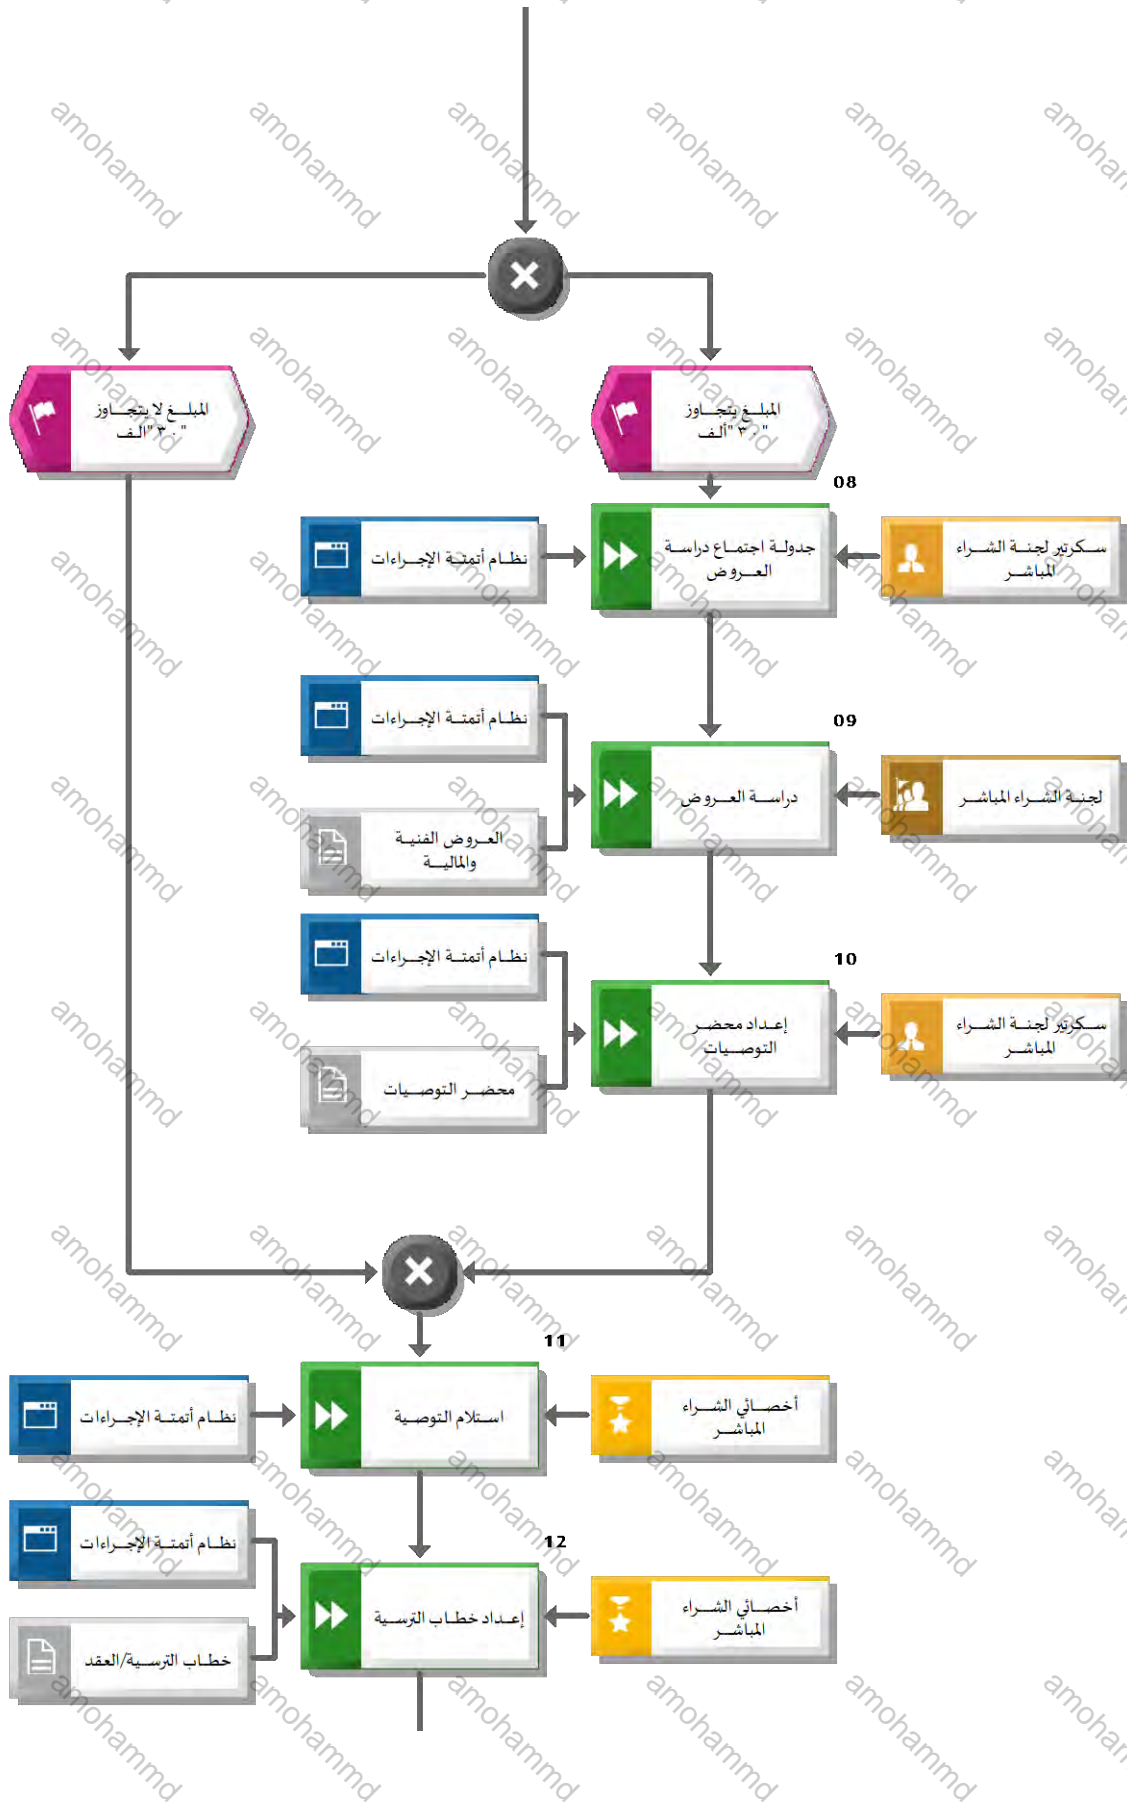 المبلغ يتجاوز
"٣٠" ألف
المبلغ لا يتجاوز
"٣٠" الف
08
سكرتير لجنة الشراء
المباشر
جدولة اجتماع دراسة
العروض
نظام أتمتة الإجراءات
09
لجنة الشراء المباشر
دراسة العروض
نظام أتمتة الإجراءات
العروض الفنية
والمالية
10
سكرتير لجنة الشراء
المباشر
إعداد محضر
التوصيات
نظام أتمتة الإجراءات
محضر التوصيات
11
أخصائي الشراء
المباشر
استلام التوصية
نظام أتمتة الإجراءات
12
أخصائي الشراء
المباشر
إعداد خطاب الترسية
نظام أتمتة الإجراءات
خطاب الترسية/العقد
amohammd